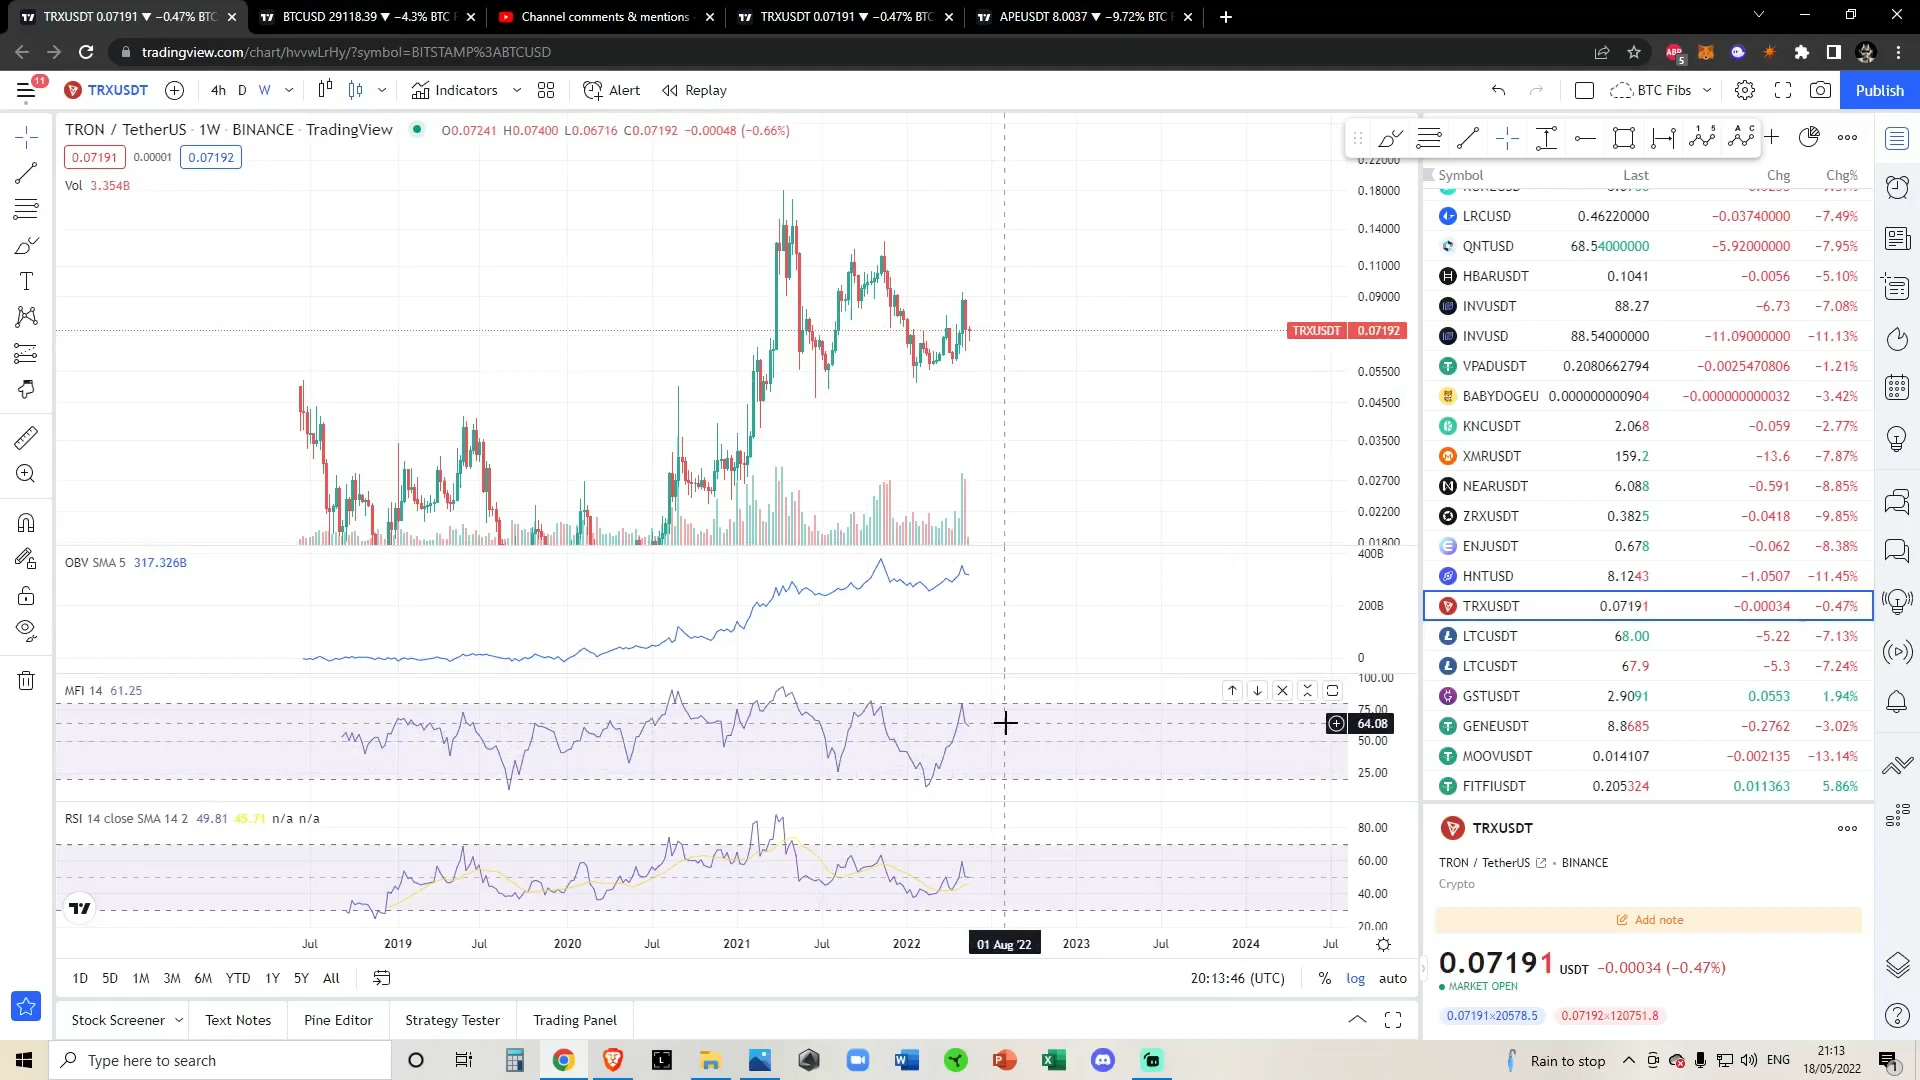 TRXUSDT 0.07191 ▼ −0.47% BTC
BTCUSD 29118.39 ▼ −4.3% BTC F
Channel comments & mentions
TRXUSDT 0.07191 ▼ −0.47% BTC
APEUSDT 8.0037 ▼ −9.72% BTC F
tradingview.com/chart/hvvwLrHy/?symbol=BITSTAMP%3ABTCUSD
ABP
5
11
TRXUSDT
4h D W
Indicators
Alert
Replay
BTC Fibs
Publish
TRON / TetherUS · 1W · BINANCE · TradingView
O0.07241 H0.07400 L0.06716 C0.07192 −0.00048 (−0.66%)
0.07191 0.00001 0.07192
Vol 3.354B
0.22000
0.18000
0.14000
0.11000
0.09000
TRXUSDT 0.07192
0.05500
0.04500
0.03500
0.02700
0.02200
0.01800
OBV SMA 5 317.326B
400B
200B
0
MFI 14 61.25
100.00
75.00
64.08
50.00
25.00
RSI 14 close SMA 14 2 49.81 45.71 n/a n/a
80.00
60.00
40.00
20.00
Jul 2019 Jul 2020 Jul 2021 Jul 2022 01 Aug '22 2023 Jul 2024 Jul
1D 5D 1M 3M 6M YTD 1Y 5Y All
20:13:46 (UTC) % log auto
Stock Screener Text Notes Pine Editor Strategy Tester Trading Panel
Symbol Last Chg Chg%
LRCUSD 0.46220000 −0.03740000 −7.49%
QNTUSD 68.54000000 −5.92000000 −7.95%
HBARUSDT 0.1041 −0.0056 −5.10%
INVUSDT 88.27 −6.73 −7.08%
INVUSD 88.54000000 −11.09000000 −11.13%
VPADUSDT 0.2080662794 −0.0025470806 −1.21%
BABYDOGEU 0.000000000904 −0.000000000032 −3.42%
KNCUSDT 2.068 −0.059 −2.77%
XMRUSDT 159.2 −13.6 −7.87%
NEARUSDT 6.088 −0.591 −8.85%
ZRXUSDT 0.3825 −0.0418 −9.85%
ENJUSDT 0.678 −0.062 −8.38%
HNTUSD 8.1243 −1.0507 −11.45%
TRXUSDT 0.07191 −0.00034 −0.47%
LTCUSDT 68.00 −5.22 −7.13%
LTCUSDT 67.9 −5.3 −7.24%
GSTUSDT 2.9091 0.0553 1.94%
GENEUSDT 8.8685 −0.2762 −3.02%
MOOVUSDT 0.014107 −0.002135 −13.14%
FITFIUSDT 0.205324 0.011363 5.86%
TRXUSDT
TRON / TetherUS · BINANCE
Crypto
Add note
0.07191 USDT −0.00034 (−0.47%)
MARKET OPEN
0.07191×20578.5 0.07192×120751.8
Type here to search
Rain to stop
ENG
21:13
18/05/2022
1